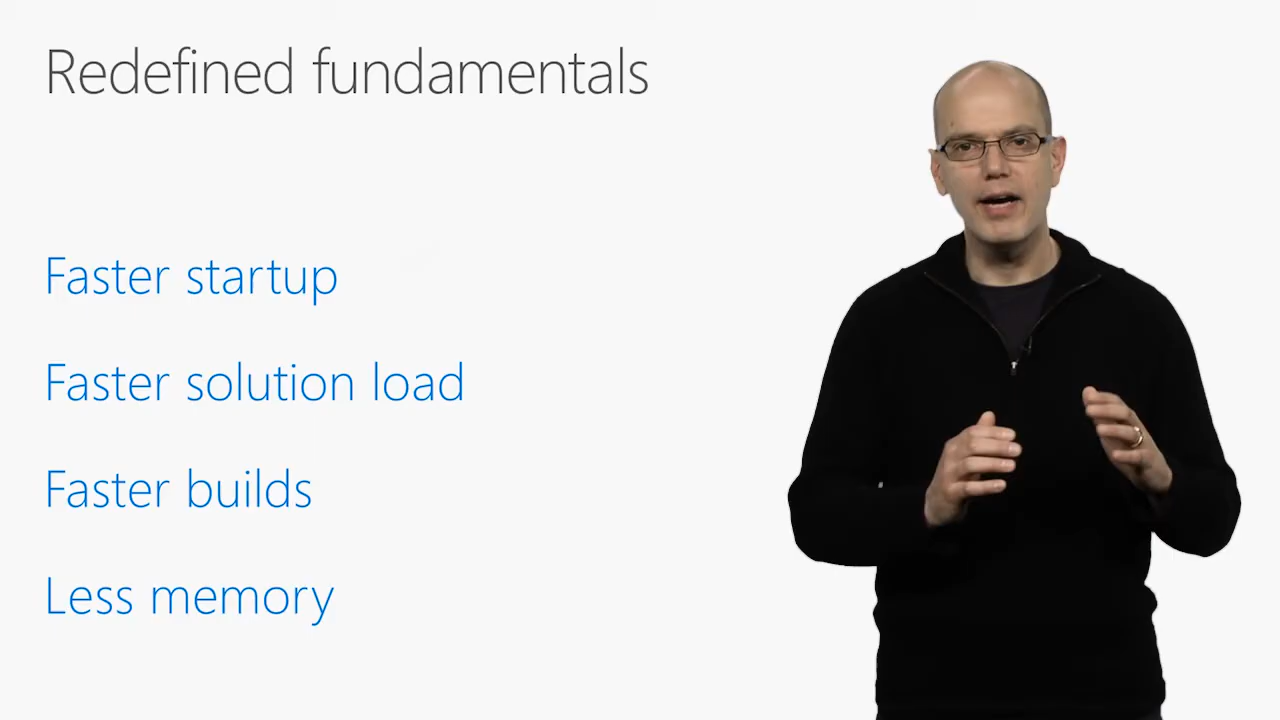 Redefined fundamentals
Faster startup
Faster solution load
Faster builds
Less memory